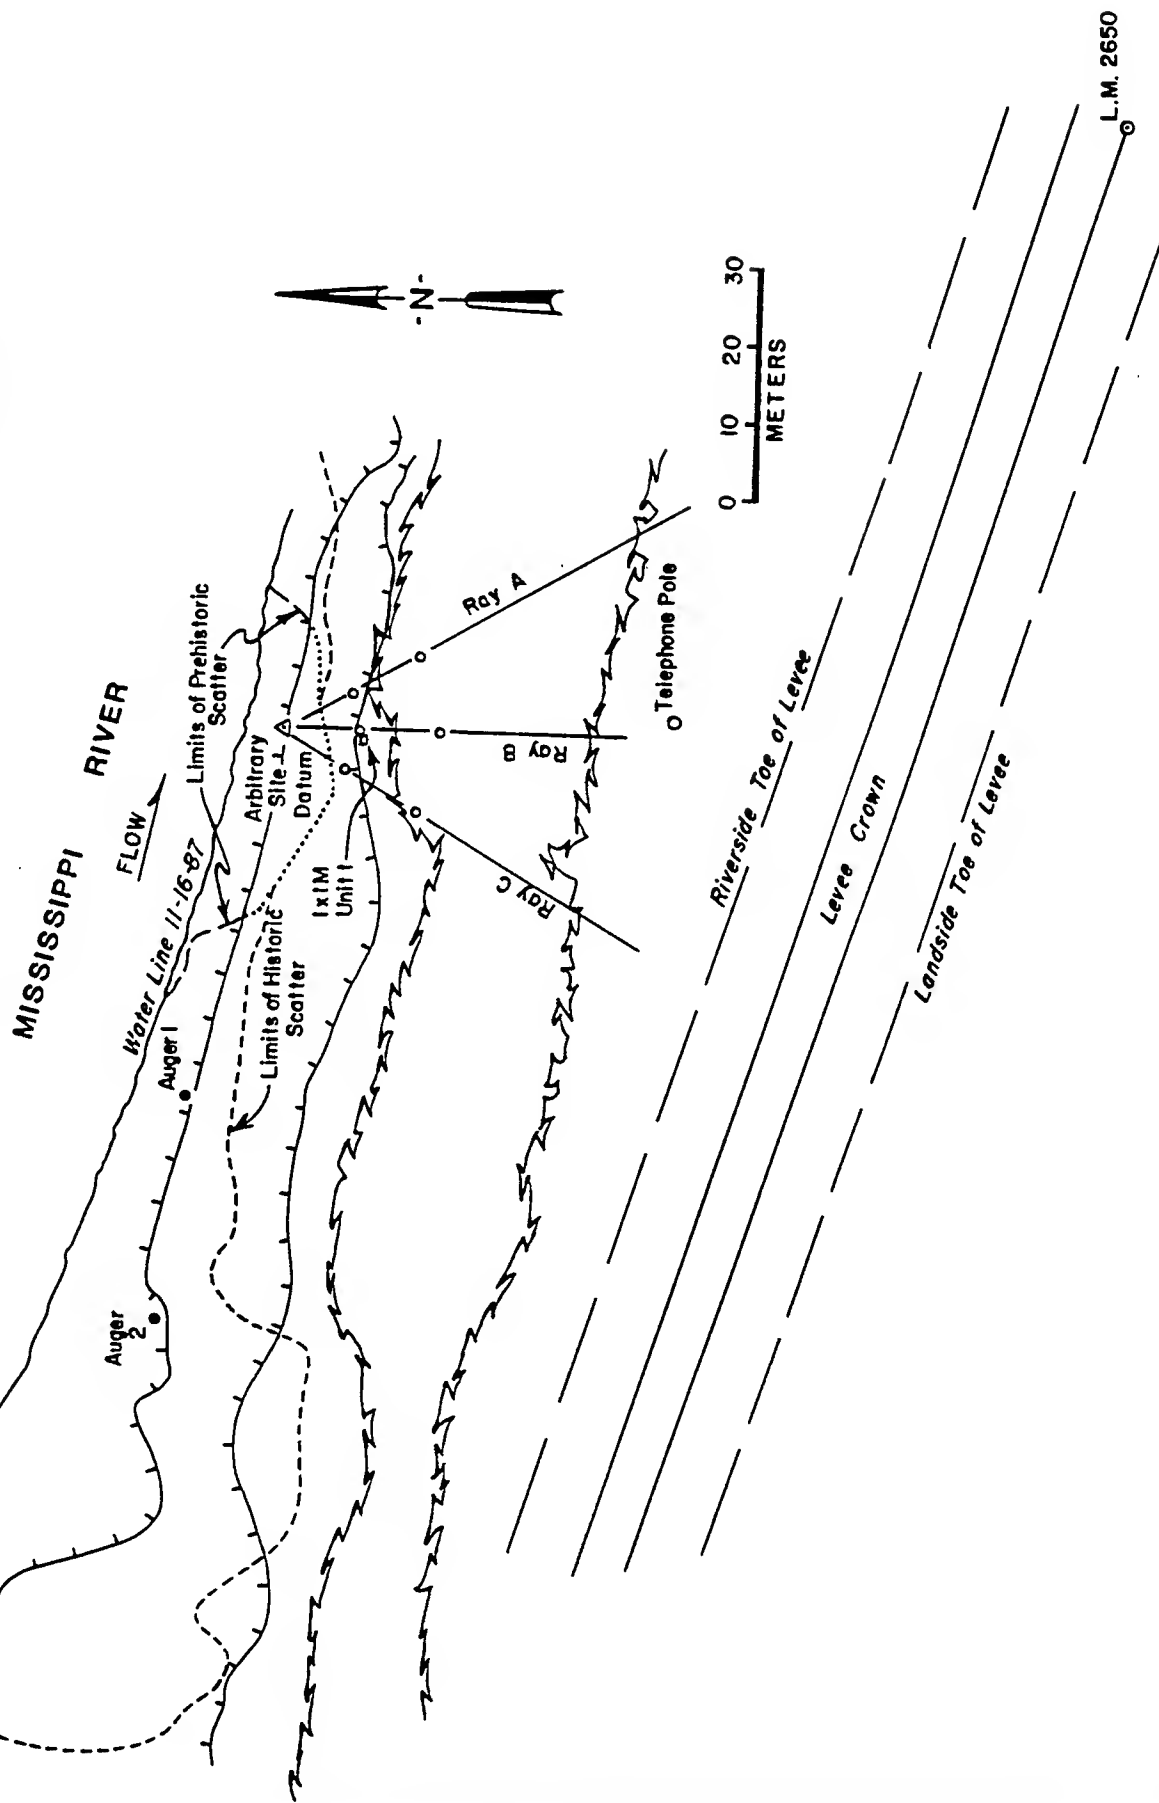 MISSISSIPPI RIVER
FLOW
Water Line 11-16-87
Limits of Prehistoric
Scatter
Auger 1
Auger
2
Arbitrary
Site
Datum
Limits of Historic
Scatter
1x1M
Unit 1
Ray A
Ray B
Ray C
-N-
0 10 20 30
METERS
Telephone Pole
Riverside Toe of Levee
Levee Crown
Landside Toe of Levee
L.M. 2650